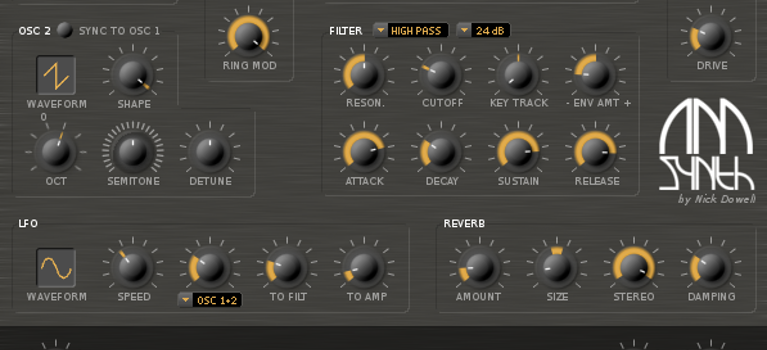 OSC 2 SYNC TO OSC 1
RING MOD
FILTER HIGH PASS 24 dB
DRIVE
WAVEFORM SHAPE
RESON. CUTOFF KEY TRACK - ENV AMT +
0
OCT SEMITONE DETUNE
ATTACK DECAY SUSTAIN RELEASE
AM
SYNTH
by Nick Dowell
LFO
WAVEFORM SPEED OSC 1+2 TO FILT TO AMP
REVERB
AMOUNT SIZE STEREO DAMPING